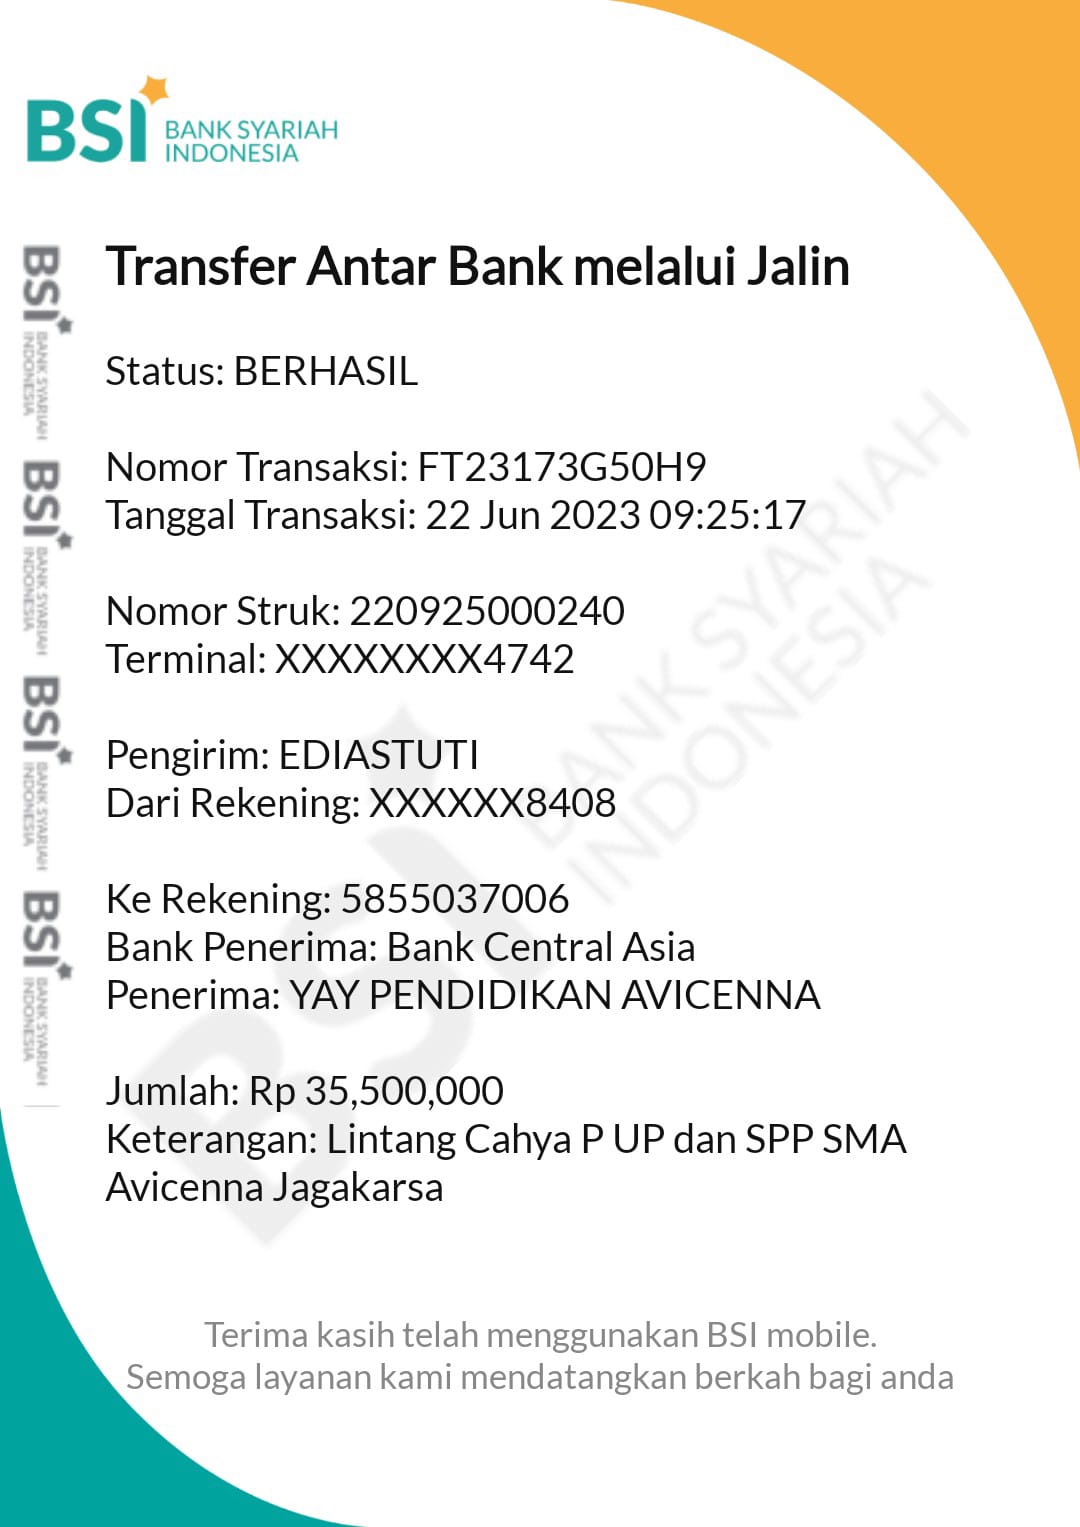 BSI BANK SYARIAH
INDONESIA
Transfer Antar Bank melalui Jalin
Status: BERHASIL
Nomor Transaksi: FT23173G50H9
Tanggal Transaksi: 22 Jun 2023 09:25:17
Nomor Struk: 220925000240
Terminal: XXXXXXXX4742
Pengirim: EDIASTUTI
Dari Rekening: XXXXXX8408
Ke Rekening: 5855037006
Bank Penerima: Bank Central Asia
Penerima: YAY PENDIDIKAN AVICENNA
Jumlah: Rp 35,500,000
Keterangan: Lintang Cahya P UP dan SPP SMA
Avicenna Jagakarsa
Terima kasih telah menggunakan BSI mobile.
Semoga layanan kami mendatangkan berkah bagi anda
BSI BANK SYARIAH
INDONESIA
BSI BANK SYARIAH
INDONESIA
BSI BANK SYARIAH
INDONESIA
BSI BANK SYARIAH
INDONESIA
BSI BANK SYARIAH
INDONESIA